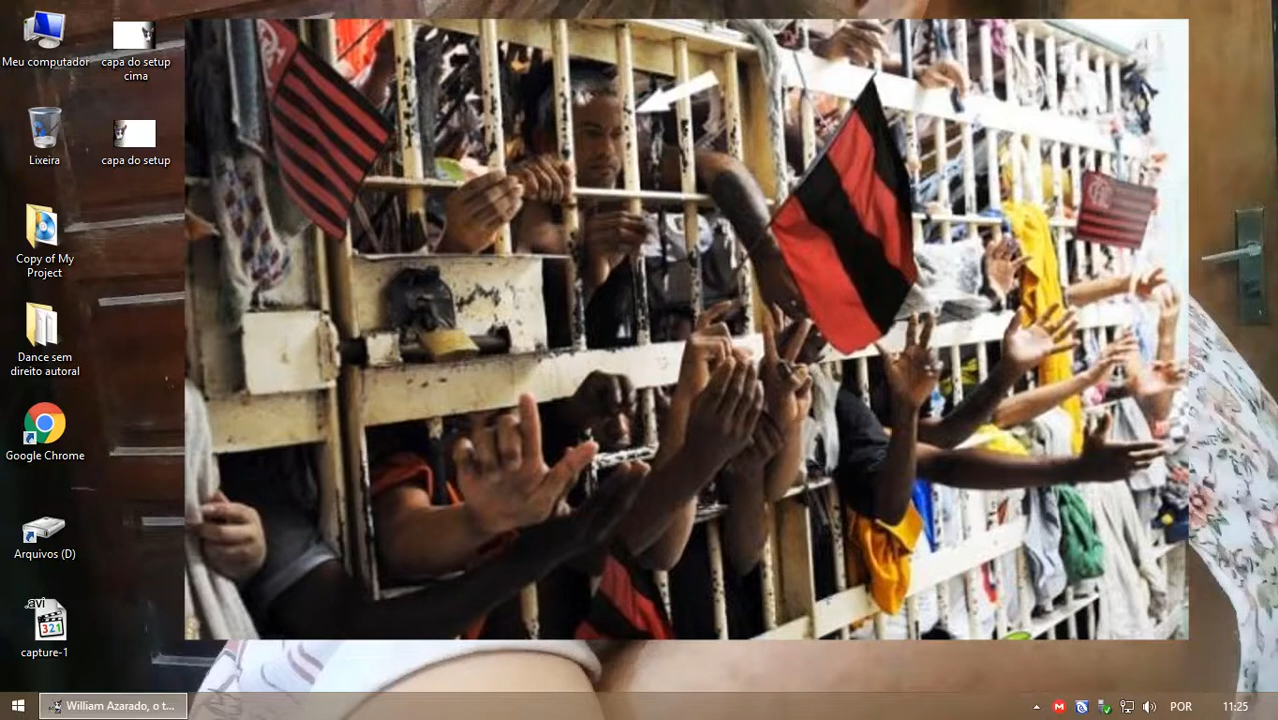 Meu computador
capa do setup
cima
Lixeira
capa do setup
Copy of My
Project
Dance sem
direito autoral
Google Chrome
Arquivos (D)
.avi
321
capture-1
William Azarado, o t...
POR
11:25